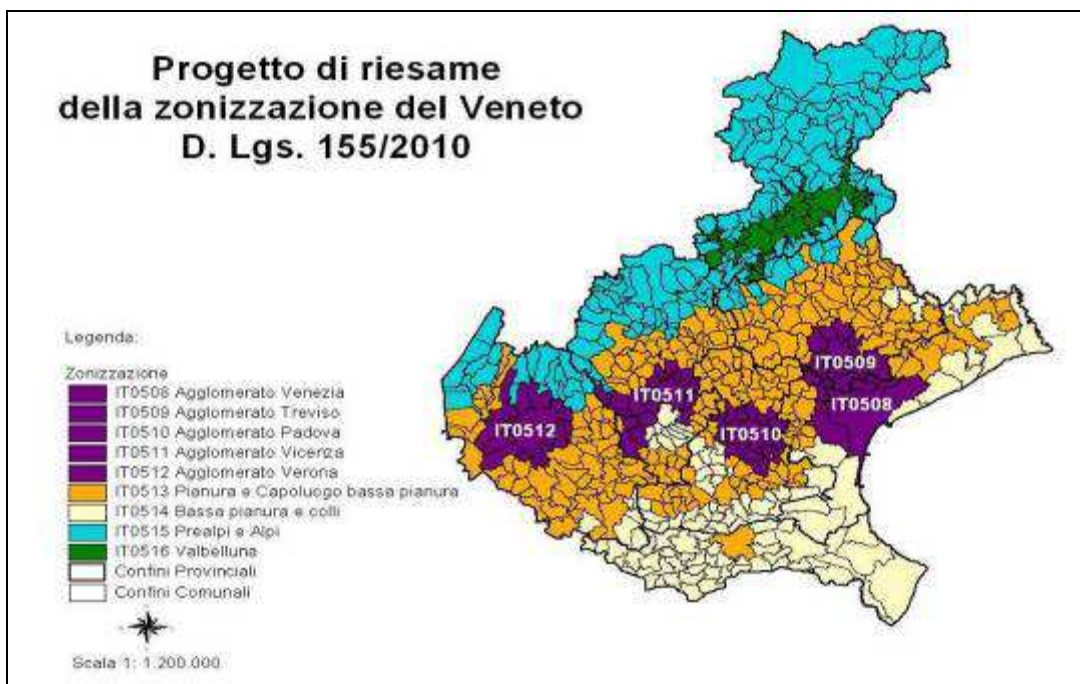 Progetto di riesame
della zonizzazione del Veneto
D. Lgs. 155/2010
Legenda:
Zonizzazione
IT0508 Agglomerato Venezia
IT0509 Agglomerato Treviso
IT0510 Agglomerato Padova
IT0511 Agglomerato Vicenza
IT0512 Agglomerato Verona
IT0513 Pianura e Capoluogo bassa pianura
IT0514 Bassa pianura e colli
IT0515 Prealpi e Alpi
IT0516 Valbelluna
Confini Provinciali
Confini Comunali
Scala 1: 1.200.000
IT0509
IT0511
IT0508
IT0512
IT0510